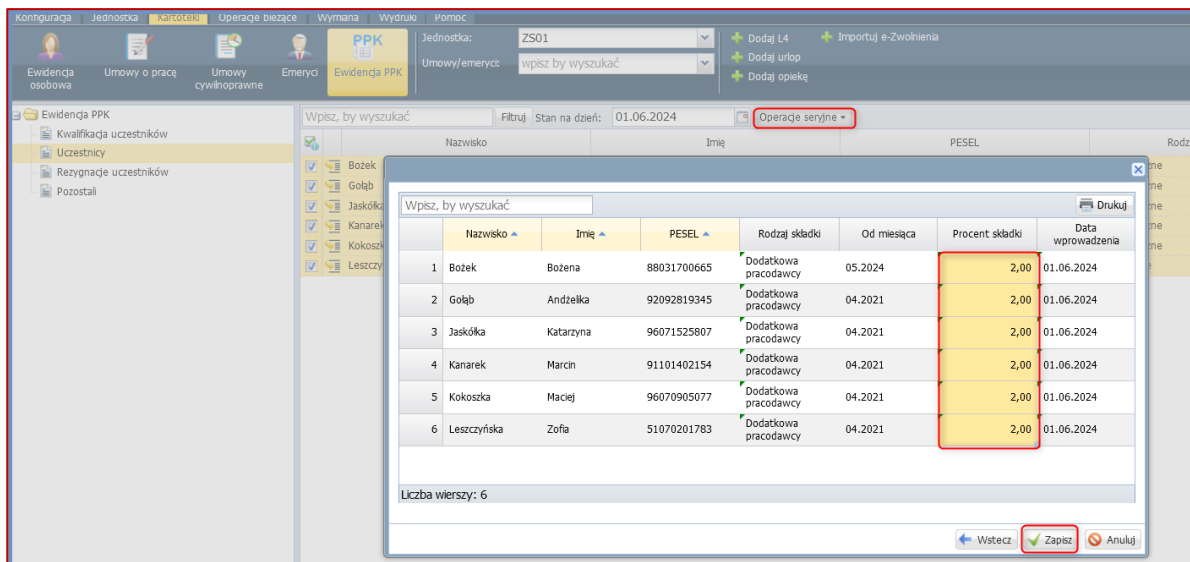 Konfiguracja Jednostka Kartoteki Operacje bieżące Wymiana Wydruki Pomoc
Ewidencja osobowa
Umowy o pracę
Umowy cywilnoprawne
Emeryci
PPK
Ewidencja PPK
Jednostka: ZS01
Umowy/emeryci: wpisz by wyszukać
Dodaj L4 Importuj e-Zwolnienia
Dodaj urlop
Dodaj opiekę
Ewidencja PPK
Kwalifikacja uczestników
Uczestnicy
Rezygnacje uczestników
Pozostali
Wpisz, by wyszukać Filtruj Stan na dzień: 01.06.2024 Operacje seryjne
Nazwisko Imię PESEL Rodz
Bożek zne
Gołąb zne
Jaskółka zne
Kanarek zne
Kokoszk zne
Leszczy
Wpisz, by wyszukać Drukuj
Nazwisko Imię PESEL Rodzaj składki Od miesiąca Procent składki Data wprowadzenia
1 Bożek Bożena 88031700665 Dodatkowa pracodawcy 05.2024 2,00 01.06.2024
2 Gołąb Andżelika 92092819345 Dodatkowa pracodawcy 04.2021 2,00 01.06.2024
3 Jaskółka Katarzyna 96071525807 Dodatkowa pracodawcy 04.2021 2,00 01.06.2024
4 Kanarek Marcin 91101402154 Dodatkowa pracodawcy 04.2021 2,00 01.06.2024
5 Kokoszka Maciej 96070905077 Dodatkowa pracodawcy 04.2021 2,00 01.06.2024
6 Leszczyńska Zofia 51070201783 Dodatkowa pracodawcy 04.2021 2,00 01.06.2024
Liczba wierszy: 6
Wstecz Zapisz Anuluj